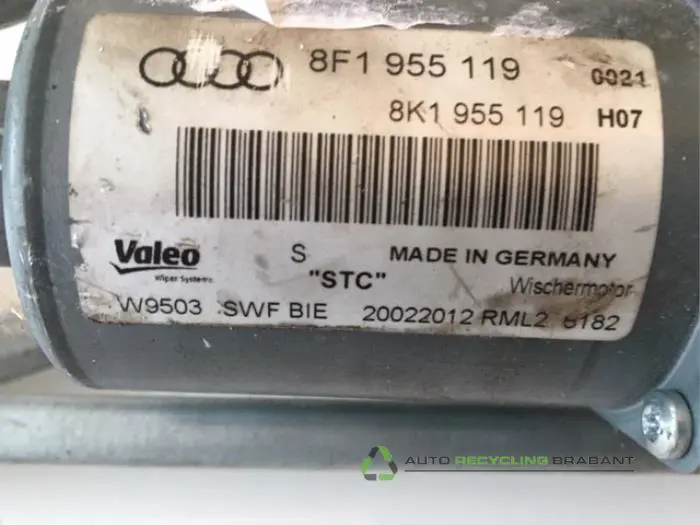 8F1 955 119 0021
8K1 955 119 H07
Valeo S MADE IN GERMANY
Wiper Systems "STC" Wischermotor
W9503 SWF BIE 20022012 RML2 6182
AUTO RECYCLING BRABANT